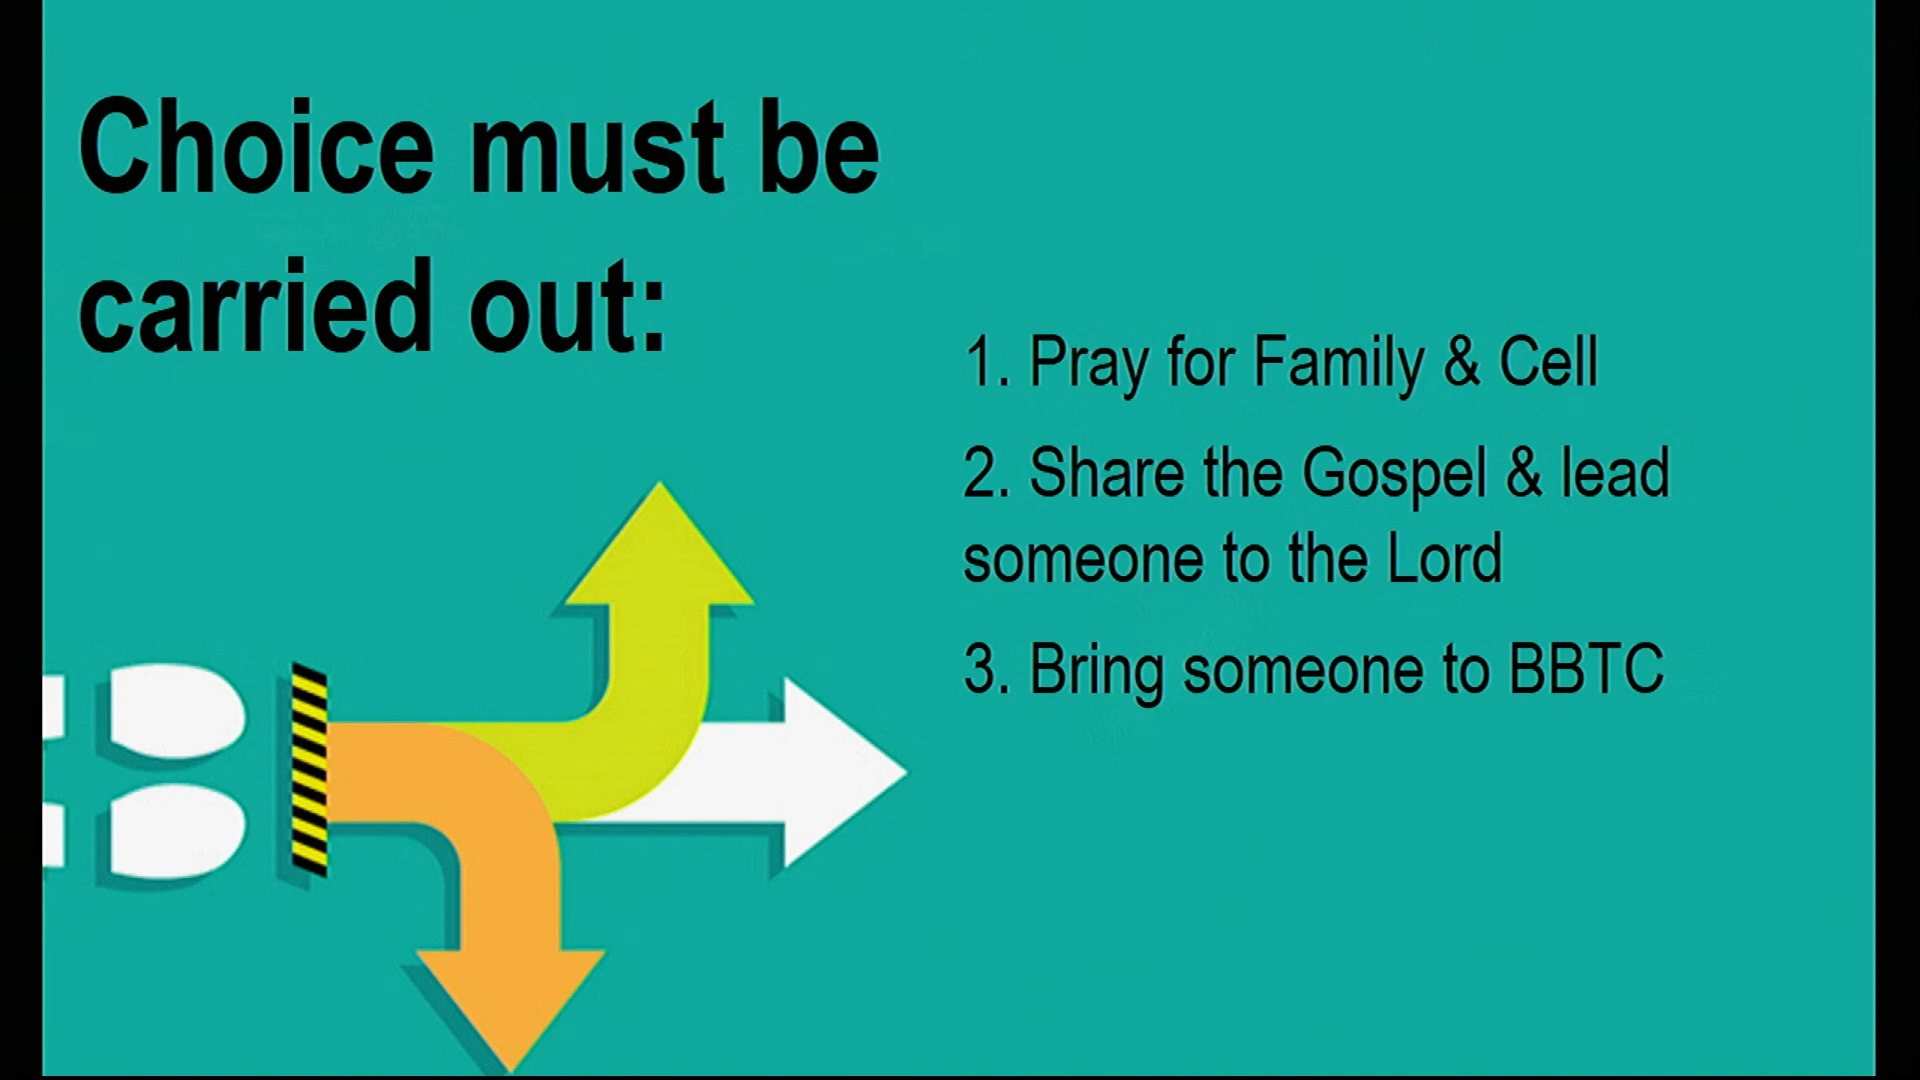 Choice must be
carried out:
1. Pray for Family & Cell
2. Share the Gospel & lead
someone to the Lord
3. Bring someone to BBTC